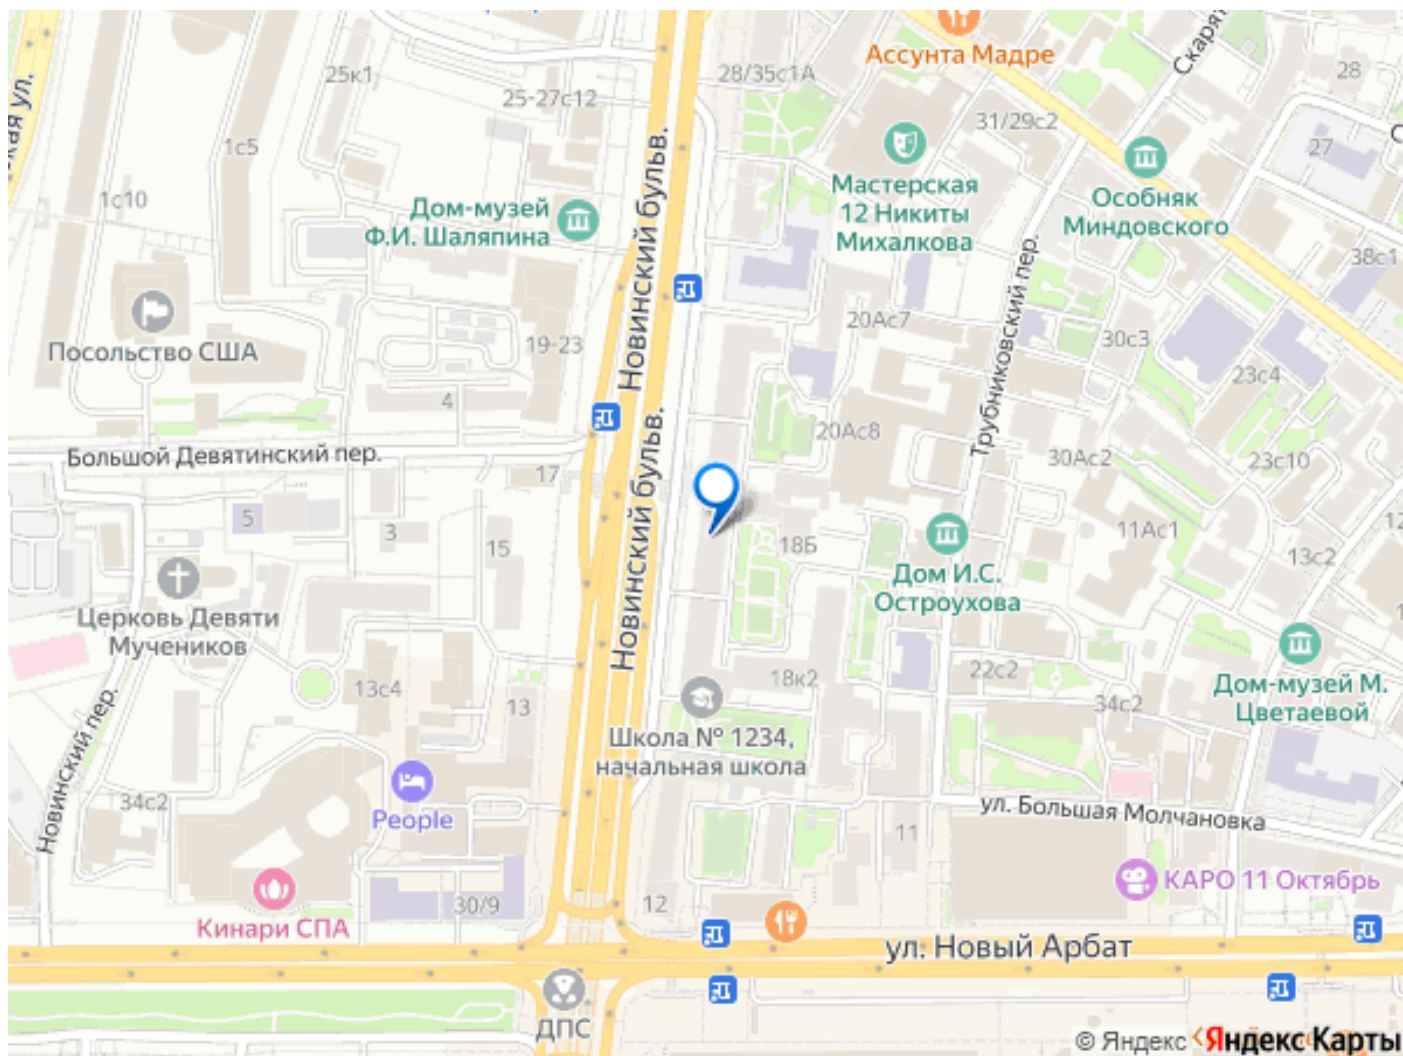 Ассунта Мадре
Скарят
28
25к1
28/35с1А
25-27с12
31/29с2
кая ул.
1с5
27
1с10
Дом-музей
Ф.И. Шаляпина
Мастерская
12 Никиты
Михалкова
Особняк
Миндовского
Новинский бульв.
38с1
20Ас7
Трубниковский пер.
30с3
Посольство США
19-23
23с4
4
20Ас8
Большой Девятинский пер.
17
30Ас2
23с10
Новинский бульв.
5
3
15
18Б
11Ас1
12
13с2
Дом И.С.
Остроухова
Церковь Девяти
Мучеников
13с4
13
18к2
22с2
34с2
Дом-музей М.
Цветаевой
Новинский пер.
Школа № 1234,
начальная школа
34с2
People
ул. Большая Молчановка
11
КАРО 11 Октябрь
30/9
12
Кинари СПА
ул. Новый Арбат
ДПС
© Яндекс
Яндекс Карты